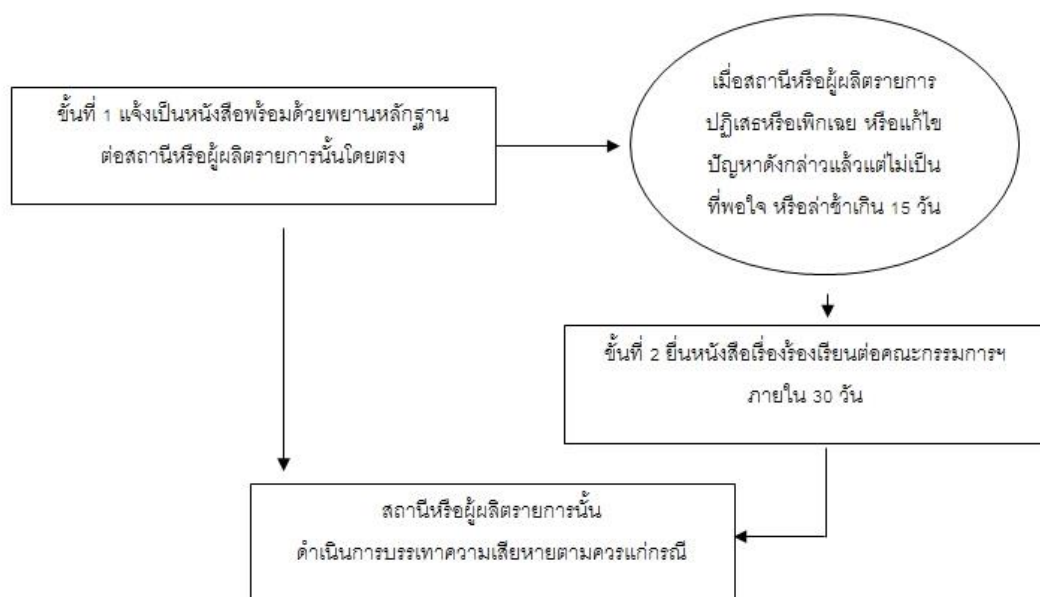 ขั้นที่ 1 แจ้งเป็นหนังสือพร้อมด้วยพยานหลักฐาน
ต่อสถานีหรือผู้ผลิตรายการนั้นโดยตรง
เมื่อสถานีหรือผู้ผลิตรายการ
ปฏิเสธหรือเพิกเฉย หรือแก้ไข
ปัญหาดังกล่าวแล้วแต่ไม่เป็น
ที่พอใจ หรือล่าช้าเกิน 15 วัน
ขั้นที่ 2 ยื่นหนังสือเรื่องร้องเรียนต่อคณะกรรมการฯ
ภายใน 30 วัน
สถานีหรือผู้ผลิตรายการนั้น
ดำเนินการบรรเทาความเสียหายตามควรแก่กรณี